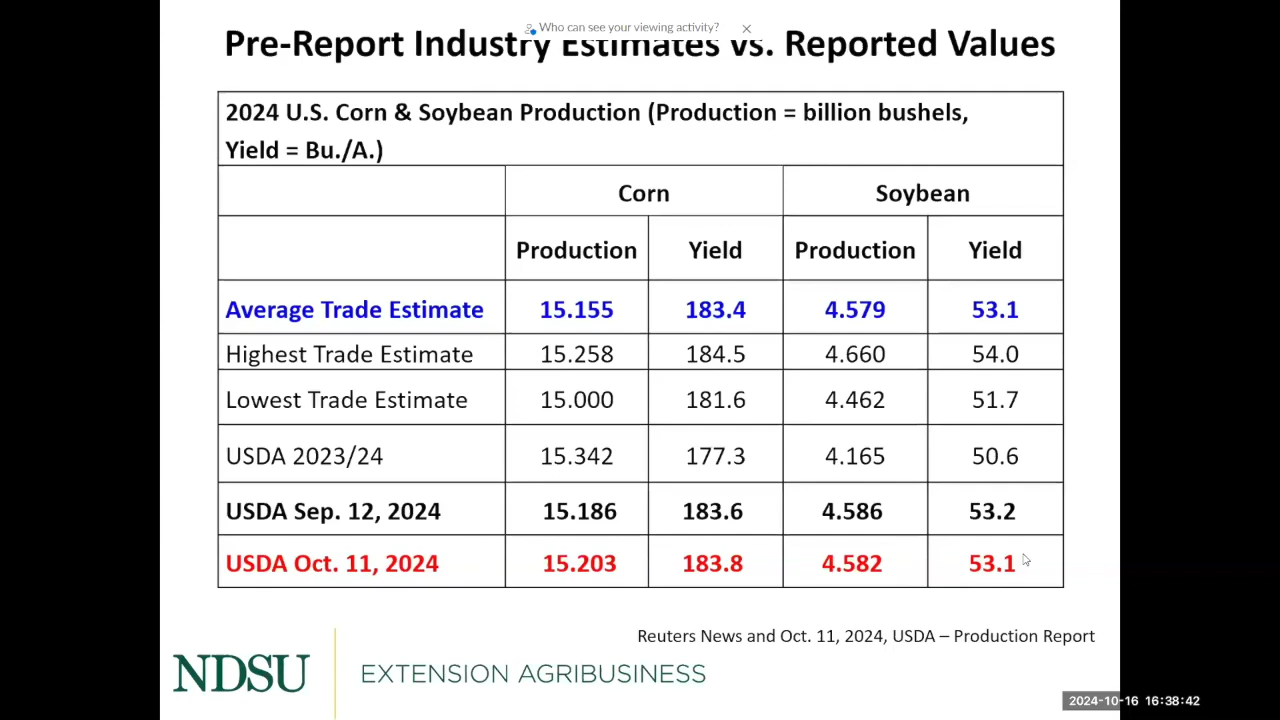 Who can see your viewing activity?
Pre-Report Industry Estimates vs. Reported Values
2024 U.S. Corn & Soybean Production (Production = billion bushels,
Yield = Bu./A.)
Corn Soybean
Production Yield Production Yield
Average Trade Estimate 15.155 183.4 4.579 53.1
Highest Trade Estimate 15.258 184.5 4.660 54.0
Lowest Trade Estimate 15.000 181.6 4.462 51.7
USDA 2023/24 15.342 177.3 4.165 50.6
USDA Sep. 12, 2024 15.186 183.6 4.586 53.2
USDA Oct. 11, 2024 15.203 183.8 4.582 53.1
Reuters News and Oct. 11, 2024, USDA – Production Report
NDSU EXTENSION AGRIBUSINESS
2024-10-16 16:38:42